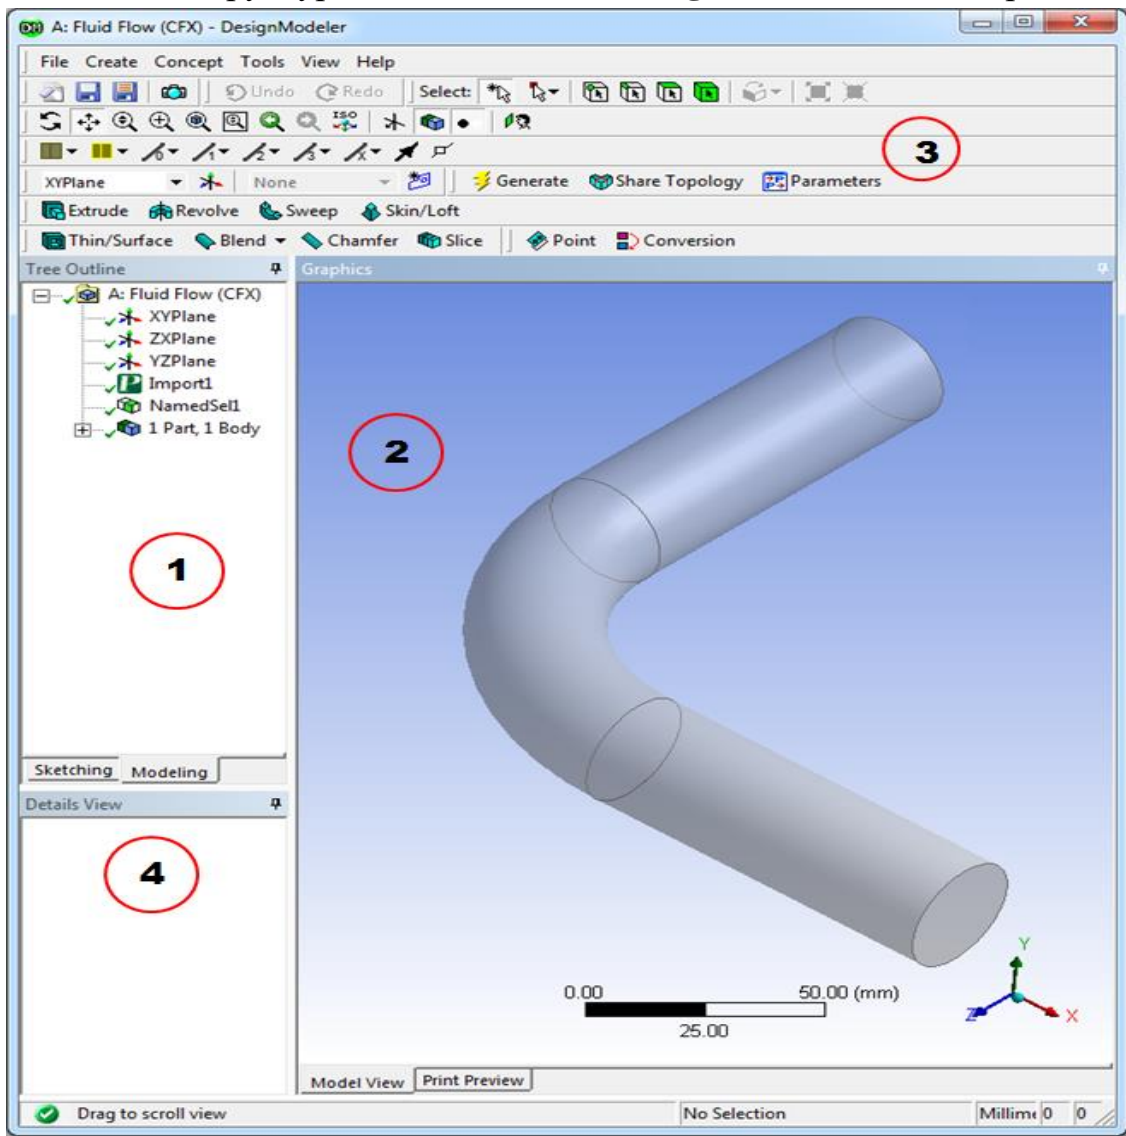 A: Fluid Flow (CFX) - DesignModeler
File Create Concept Tools View Help
Undo Redo Select:
ISO
3
XYPlane None Generate Share Topology Parameters
Extrude Revolve Sweep Skin/Loft
Thin/Surface Blend Chamfer Slice Point Conversion
Tree Outline
Graphics
A: Fluid Flow (CFX)
XYPlane
ZXPlane
YZPlane
Import1
NamedSel1
1 Part, 1 Body
2
1
Sketching Modeling
Details View
4
Y
Z
X
0.00 50.00 (mm)
25.00
Model View Print Preview
Drag to scroll view No Selection Millime 0 0